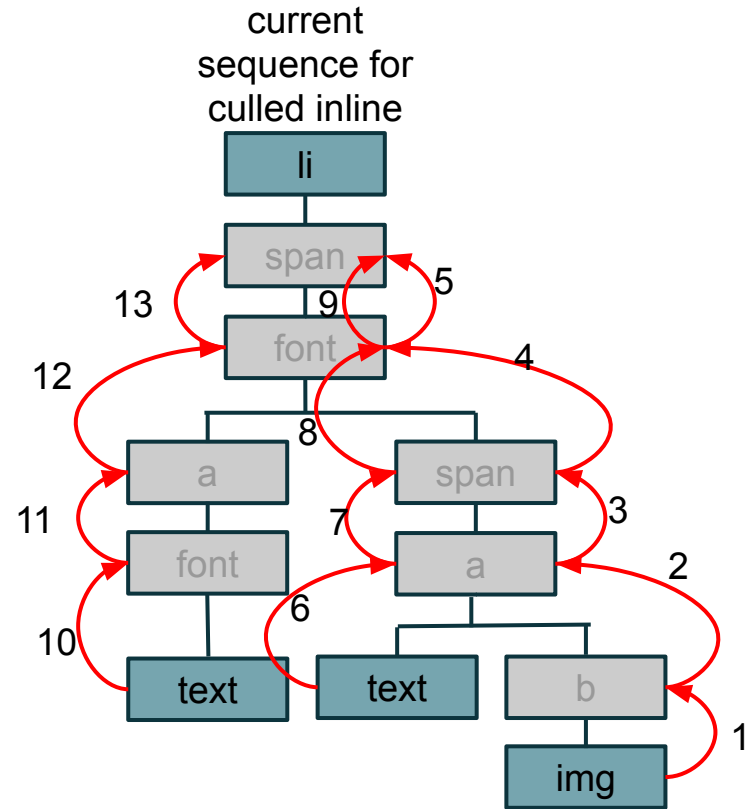 current
sequence for
culled inline
li
span
5
13
9
font
4
12
8
a
span
11
7
3
font
a
2
6
10
text
text
b
1
img